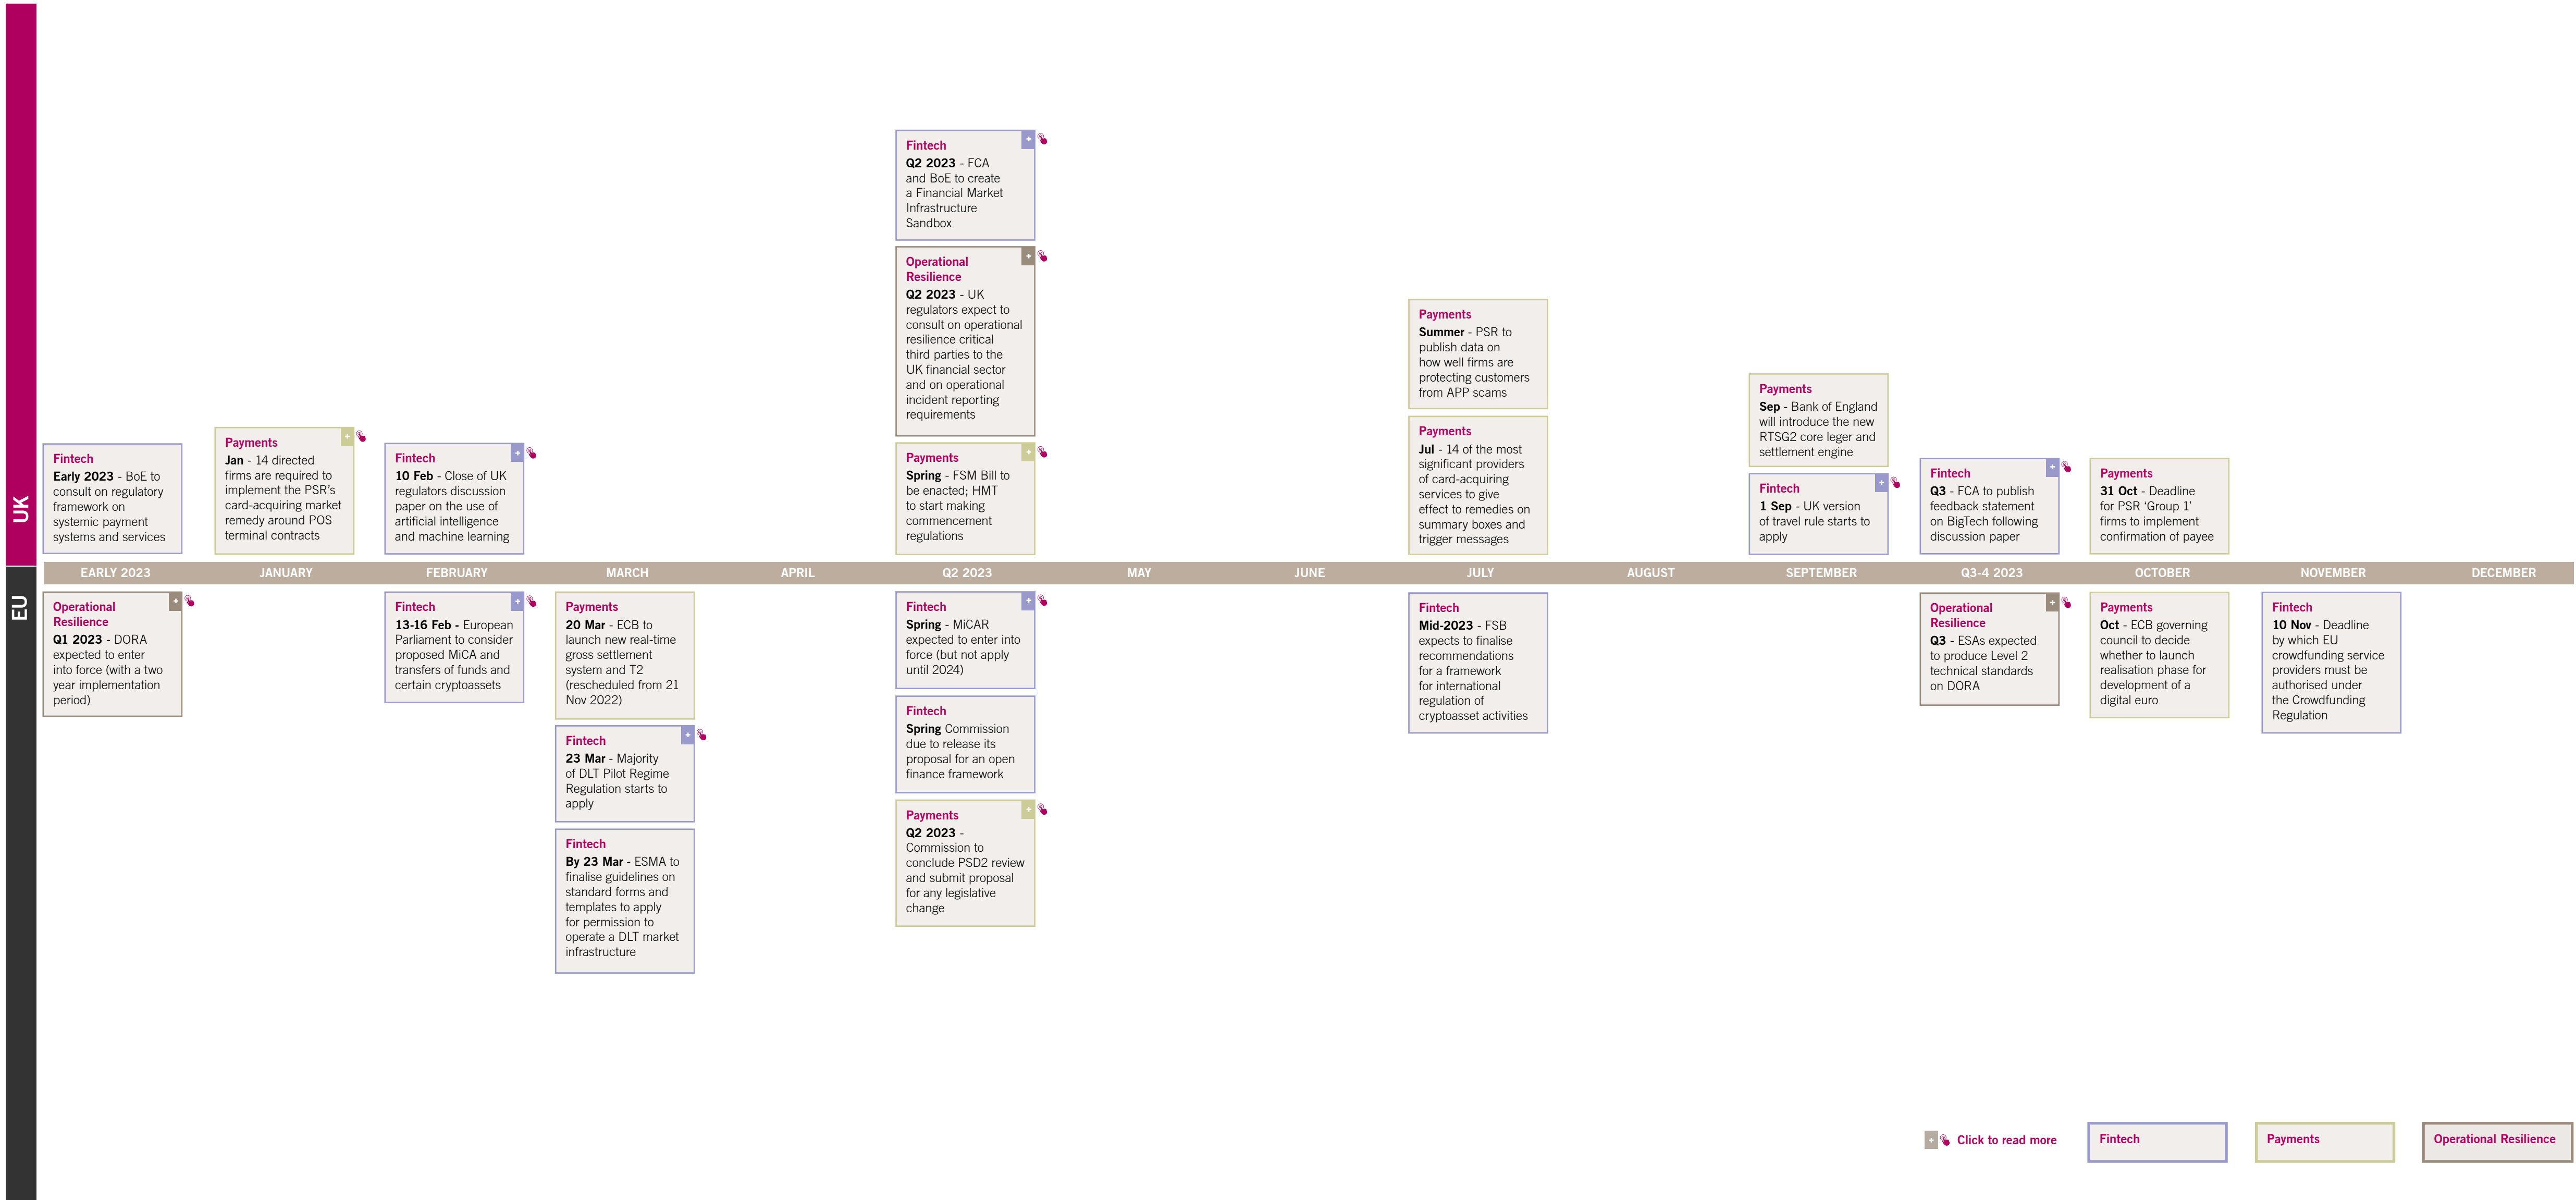 UK
Fintech
Early 2023 - BoE to
consult on regulatory
framework on
systemic payment
systems and services
Payments
Jan - 14 directed
firms are required to
implement the PSR's
card-acquiring market
remedy around POS
terminal contracts
Fintech
10 Feb - Close of UK
regulators discussion
paper on the use of
artificial intelligence
and machine learning
Fintech
Q2 2023 - FCA
and BoE to create
a Financial Market
Infrastructure
Sandbox
Operational
Resilience
Q2 2023 - UK
regulators expect to
consult on operational
resilience critical
third parties to the
UK financial sector
and on operational
incident reporting
requirements
Payments
Spring - FSM Bill to
be enacted; HMT
to start making
commencement
regulations
Payments
Summer - PSR to
publish data on
how well firms are
protecting customers
from APP scams
Payments
Jul - 14 of the most
significant providers
of card-acquiring
services to give
effect to remedies on
summary boxes and
trigger messages
Payments
Sep - Bank of England
will introduce the new
RTSG2 core leger and
settlement engine
Fintech
1 Sep - UK version
of travel rule starts to
apply
Fintech
Q3 - FCA to publish
feedback statement
on BigTech following
discussion paper
Payments
31 Oct - Deadline
for PSR ‘Group 1’
firms to implement
confirmation of payee
EARLY 2023
JANUARY
FEBRUARY
MARCH
APRIL
Q2 2023
MAY
JUNE
JULY
AUGUST
SEPTEMBER
Q3-4 2023
OCTOBER
NOVEMBER
DECEMBER
EU
Operational
Resilience
Q1 2023 - DORA
expected to enter
into force (with a two
year implementation
period)
Fintech
13-16 Feb - European
Parliament to consider
proposed MiCA and
transfers of funds and
certain cryptoassets
Payments
20 Mar - ECB to
launch new real-time
gross settlement
system and T2
(rescheduled from 21
Nov 2022)
Fintech
23 Mar - Majority
of DLT Pilot Regime
Regulation starts to
apply
Fintech
By 23 Mar - ESMA to
finalise guidelines on
standard forms and
templates to apply
for permission to
operate a DLT market
infrastructure
Fintech
Spring - MiCAR
expected to enter into
force (but not apply
until 2024)
Fintech
Spring Commission
due to release its
proposal for an open
finance framework
Payments
Q2 2023 -
Commission to
conclude PSD2 review
and submit proposal
for any legislative
change
Fintech
Mid-2023 - FSB
expects to finalise
recommendations
for a framework
for international
regulation of
cryptoasset activities
Operational
Resilience
Q3 - ESAs expected
to produce Level 2
technical standards
on DORA
Payments
Oct - ECB governing
council to decide
whether to launch
realisation phase for
development of a
digital euro
Fintech
10 Nov - Deadline
by which EU
crowdfunding service
providers must be
authorised under
the Crowdfunding
Regulation
Click to read more
Fintech
Payments
Operational Resilience